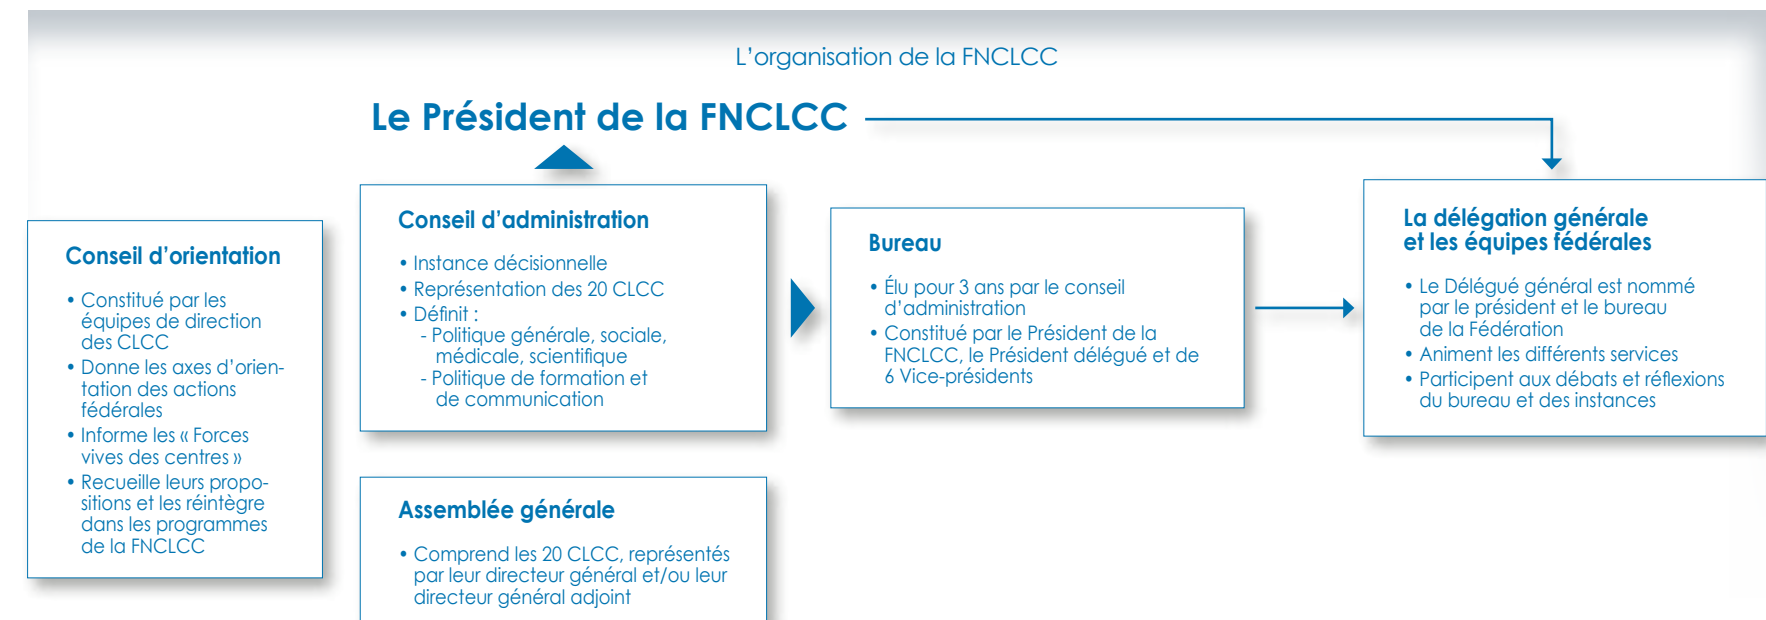 L'organisation de la FNCLCC
Le Président de la FNCLCC
Conseil d'orientation
• Constitué par les
équipes de direction
des CLCC
• Donne les axes d'orien-
tation des actions
fédérales
• Informe les « Forces
vives des centres »
• Recueille leurs propo-
sitions et les réintègre
dans les programmes
de la FNCLCC
Conseil d'administration
• Instance décisionnelle
• Représentation des 20 CLCC
• Définit :
- Politique générale, sociale,
médicale, scientifique
- Politique de formation et
de communication
Assemblée générale
• Comprend les 20 CLCC, représentés
par leur directeur général et/ou leur
directeur général adjoint
Bureau
• Élu pour 3 ans par le conseil
d'administration
• Constitué par le Président de la
FNCLCC, le Président délégué et de
6 Vice-présidents
La délégation générale
et les équipes fédérales
• Le Délégué général est nommé
par le président et le bureau
de la Fédération
• Animent les différents services
• Participent aux débats et réflexions
du bureau et des instances